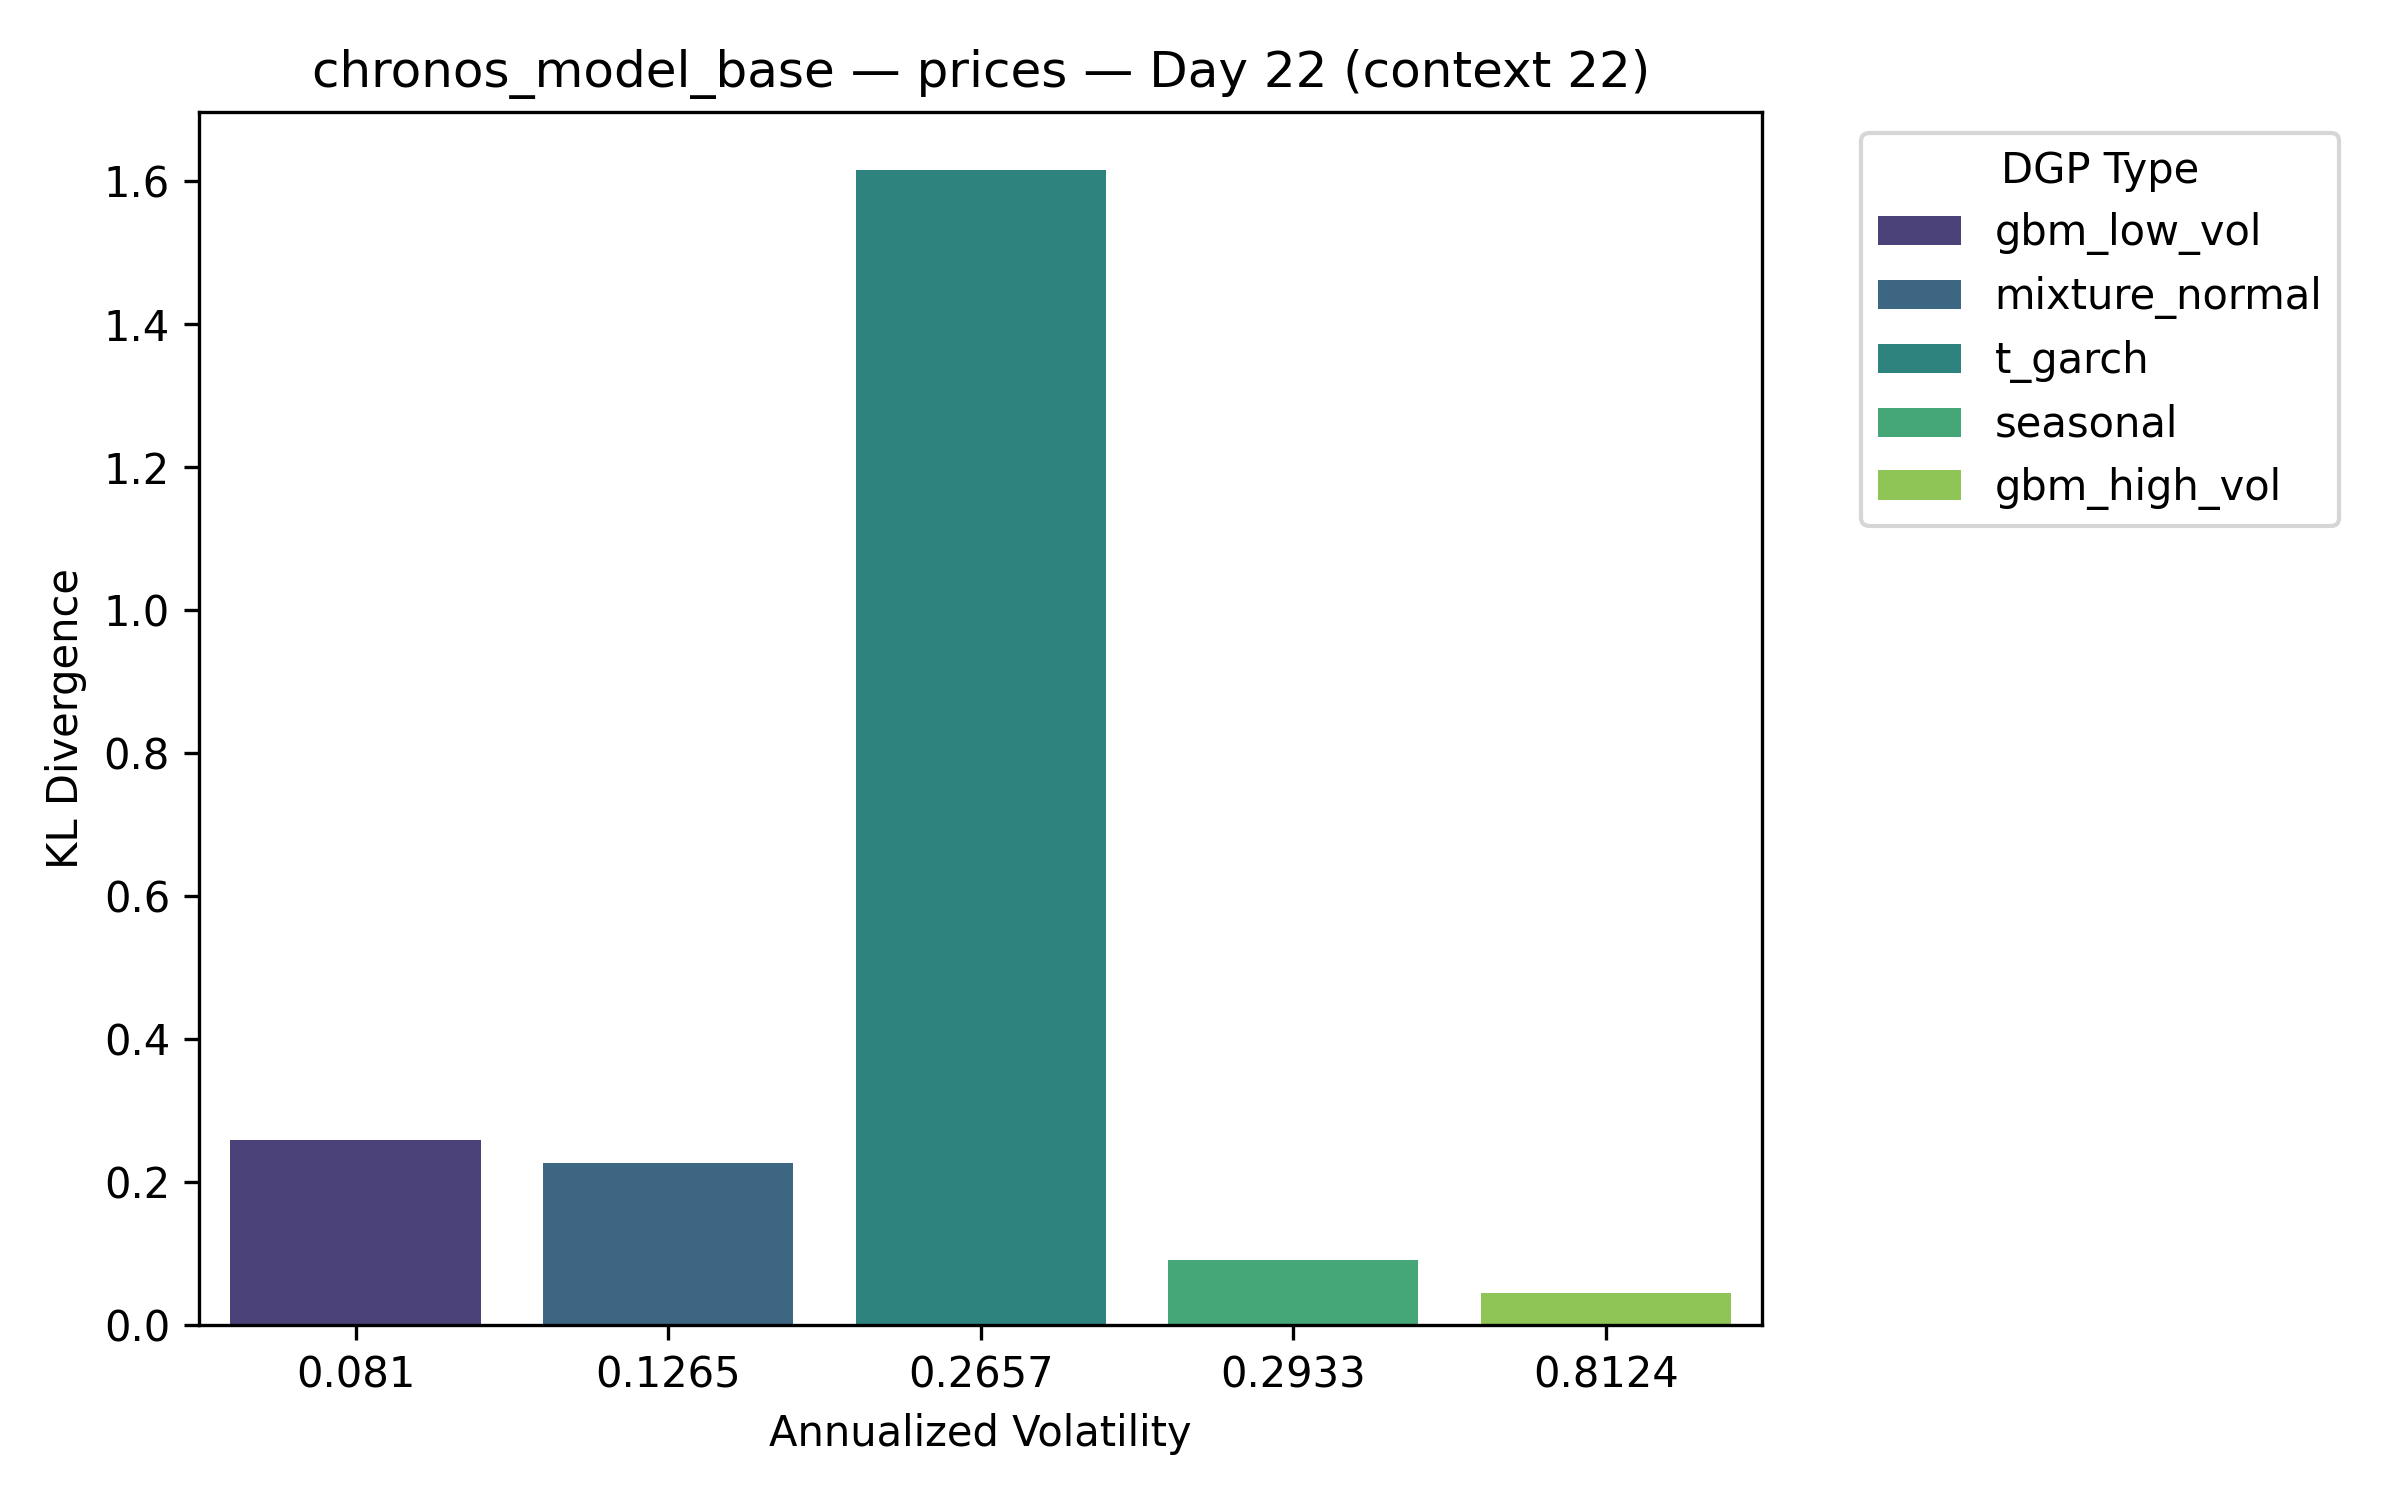 chronos_model_base — prices — Day 22 (context 22)
KL Divergence
1.6
1.4
1.2
1.0
0.8
0.6
0.4
0.2
0.0
0.081 0.1265 0.2657 0.2933 0.8124
Annualized Volatility
DGP Type
gbm_low_vol
mixture_normal
t_garch
seasonal
gbm_high_vol